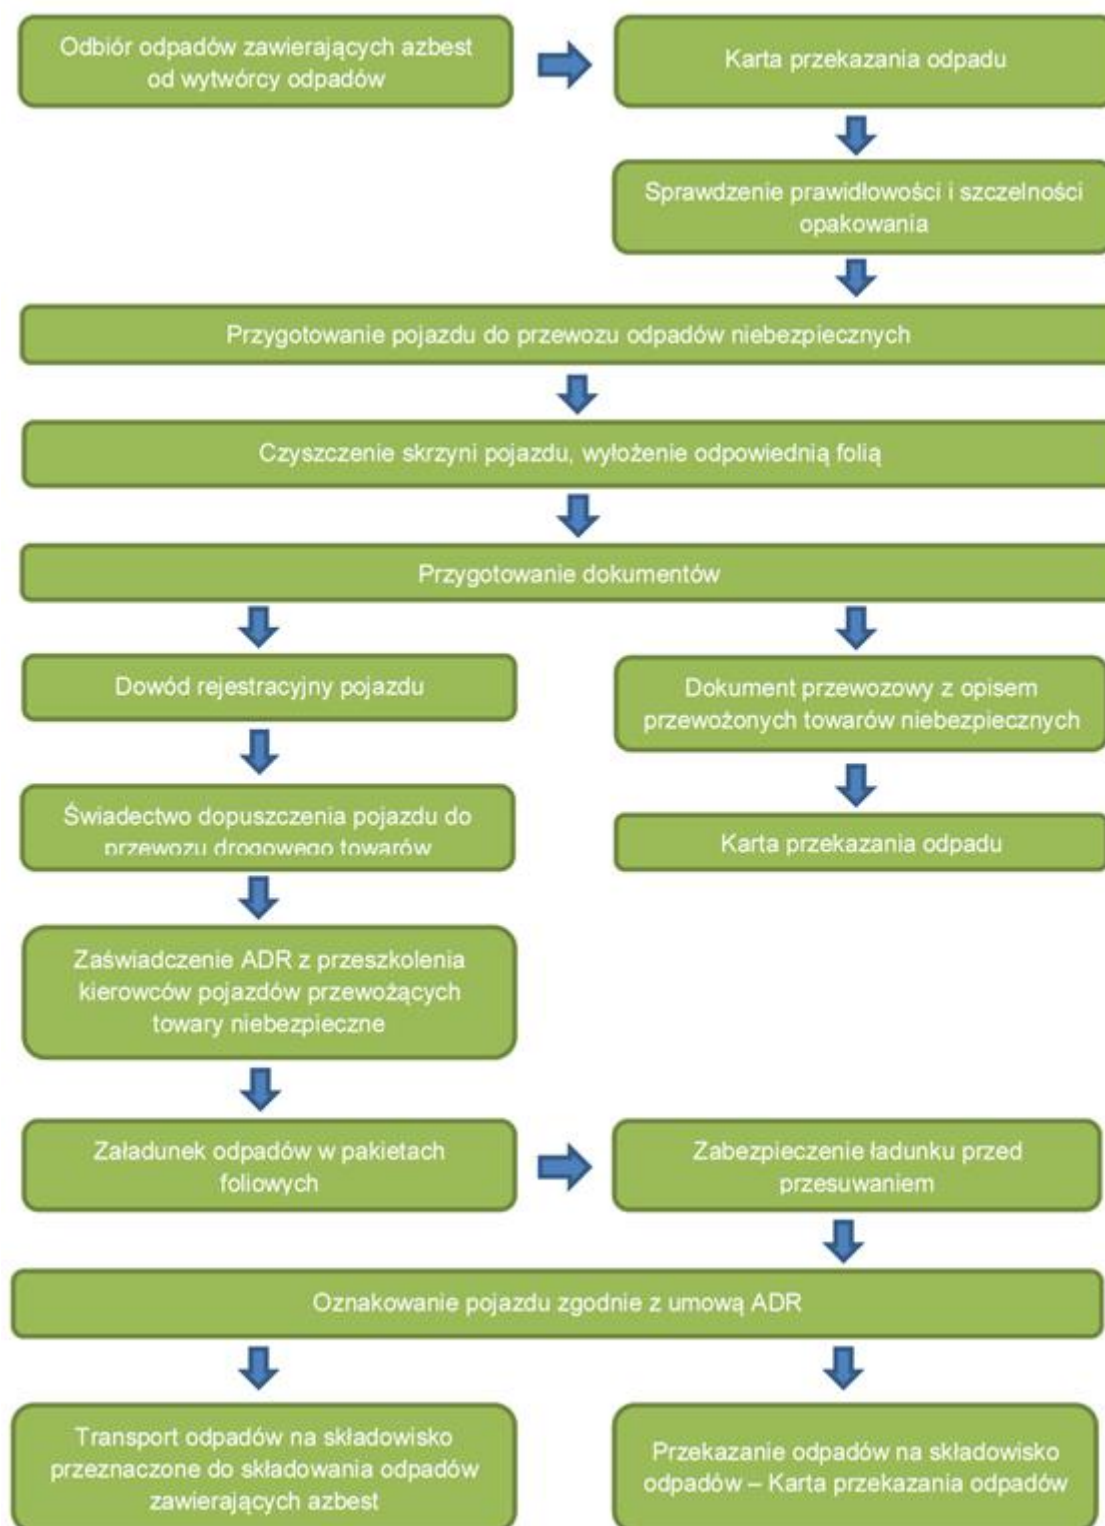 Odbiór odpadów zawierających azbest
od wytwórcy odpadów
Karta przekazania odpadu
Sprawdzenie prawidłowości i szczelności
opakowania
Przygotowanie pojazdu do przewozu odpadów niebezpiecznych
Czyszczenie skrzyni pojazdu, wyłożenie odpowiednią folią
Przygotowanie dokumentów
Dowód rejestracyjny pojazdu
Dokument przewozowy z opisem
przewożonych towarów niebezpiecznych
Świadectwo dopuszczenia pojazdu do
przewozu drogowego towarów
Karta przekazania odpadu
Zaświadczenie ADR z przeszkolenia
kierowców pojazdów przewożących
towary niebezpieczne
Załadunek odpadów w pakietach
foliowych
Zabezpieczenie ładunku przed
przesuwaniem
Oznakowanie pojazdu zgodnie z umową ADR
Transport odpadów na składowisko
przeznaczone do składowania odpadów
zawierających azbest
Przekazanie odpadów na składowisko
odpadów – Karta przekazania odpadów